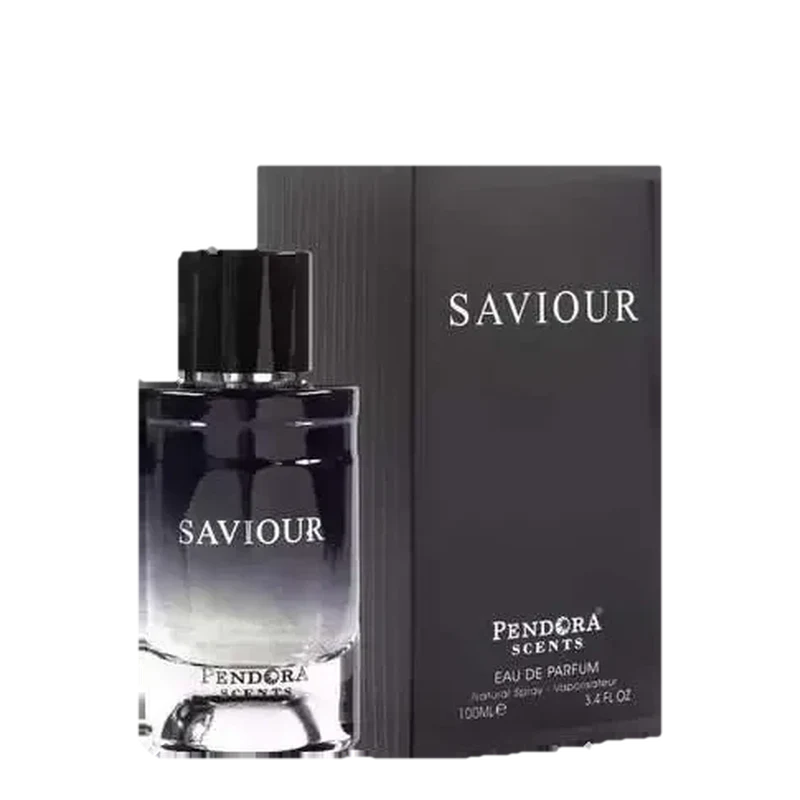 SAVIOUR
PENDORA®
SCENTS
EAU DE PARFUM
Natural Spray - Vaporisateur
100ML℮ 3.4 FL OZ
SAVIOUR
PENDORA
SCENTS